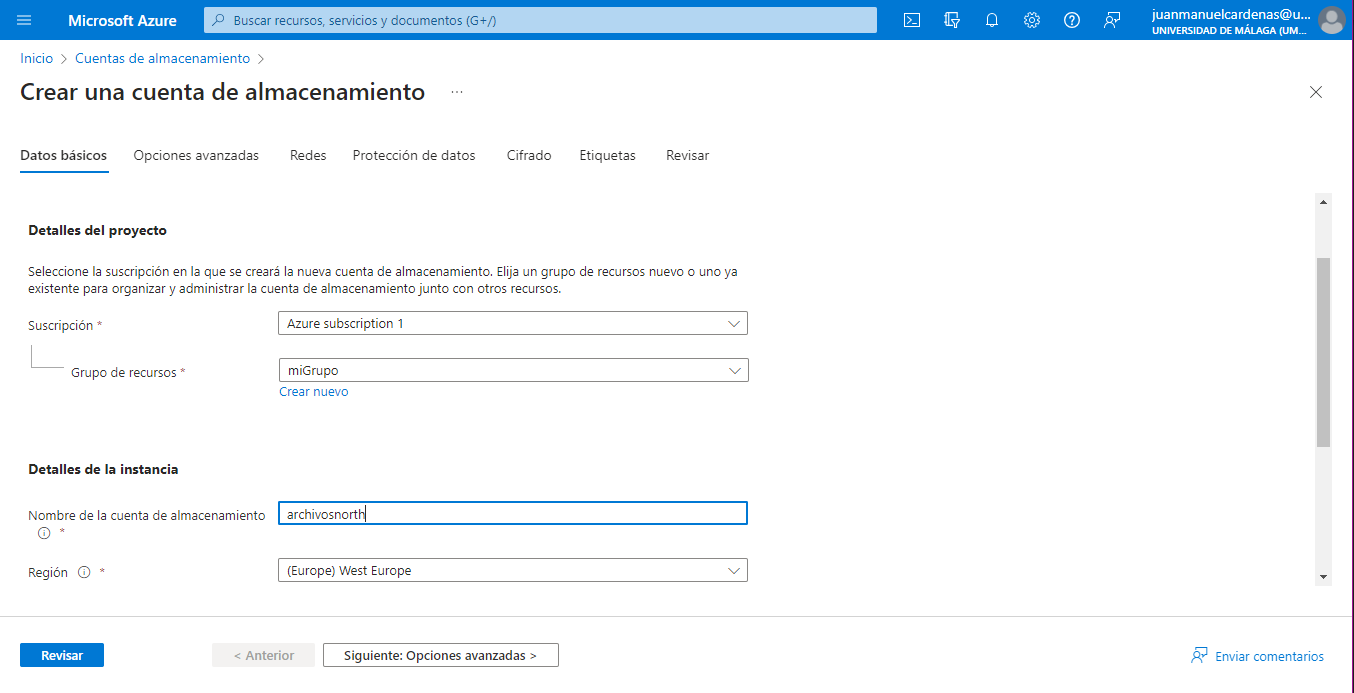 Microsoft Azure
Buscar recursos, servicios y documentos (G+/)
juanmanuelcardenas@u...
UNIVERSIDAD DE MÁLAGA (UM...
Inicio > Cuentas de almacenamiento >
Crear una cuenta de almacenamiento ...
Datos básicos Opciones avanzadas Redes Protección de datos Cifrado Etiquetas Revisar
Detalles del proyecto
Seleccione la suscripción en la que se creará la nueva cuenta de almacenamiento. Elija un grupo de recursos nuevo o uno ya
existente para organizar y administrar la cuenta de almacenamiento junto con otros recursos.
Suscripción * Azure subscription 1
Grupo de recursos * miGrupo
Crear nuevo
Detalles de la instancia
Nombre de la cuenta de almacenamiento archivosnorth
*
Región * (Europe) West Europe
Revisar < Anterior Siguiente: Opciones avanzadas > Enviar comentarios